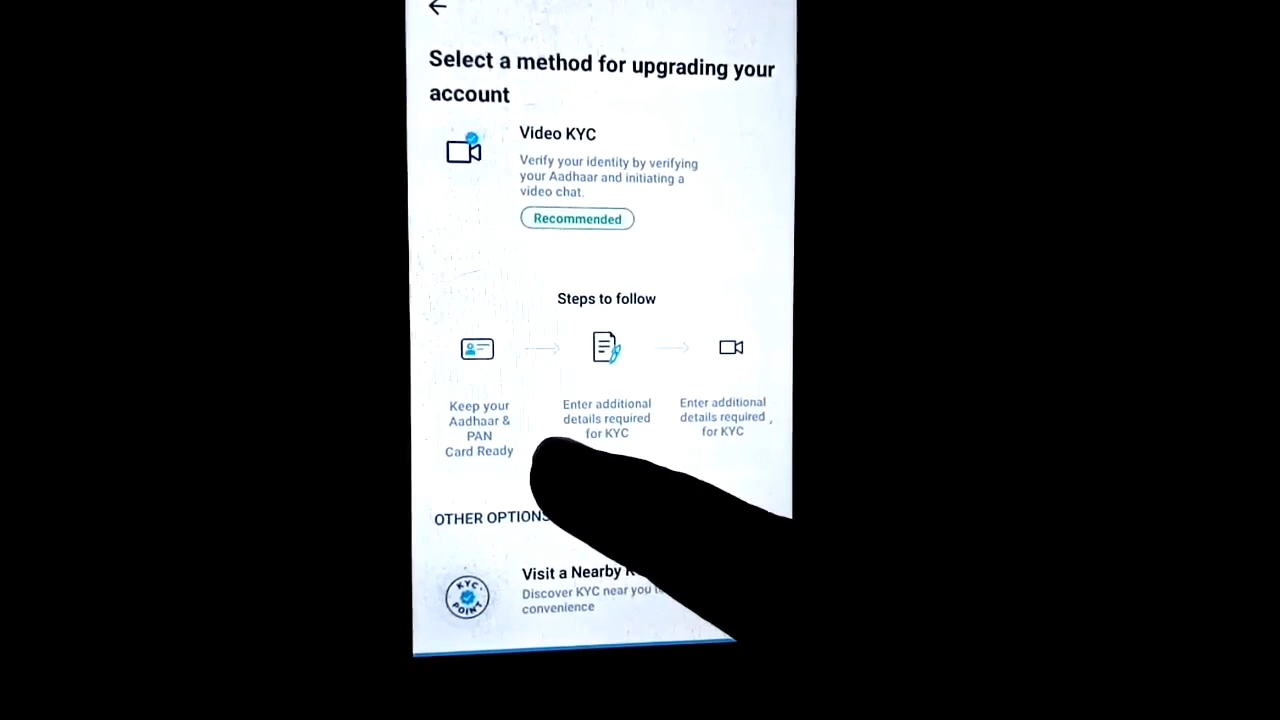 Select a method for upgrading your
account
Video KYC
Verify your identity by verifying
your Aadhaar and initiating a
video chat.
Recommended
Steps to follow
Keep your
Aadhaar &
PAN
Card Ready
Enter additional
details required
for KYC
Enter additional
details required
for KYC
OTHER OPTIONS
KYC
POINT
Visit a Nearby
Discover KYC near you
convenience